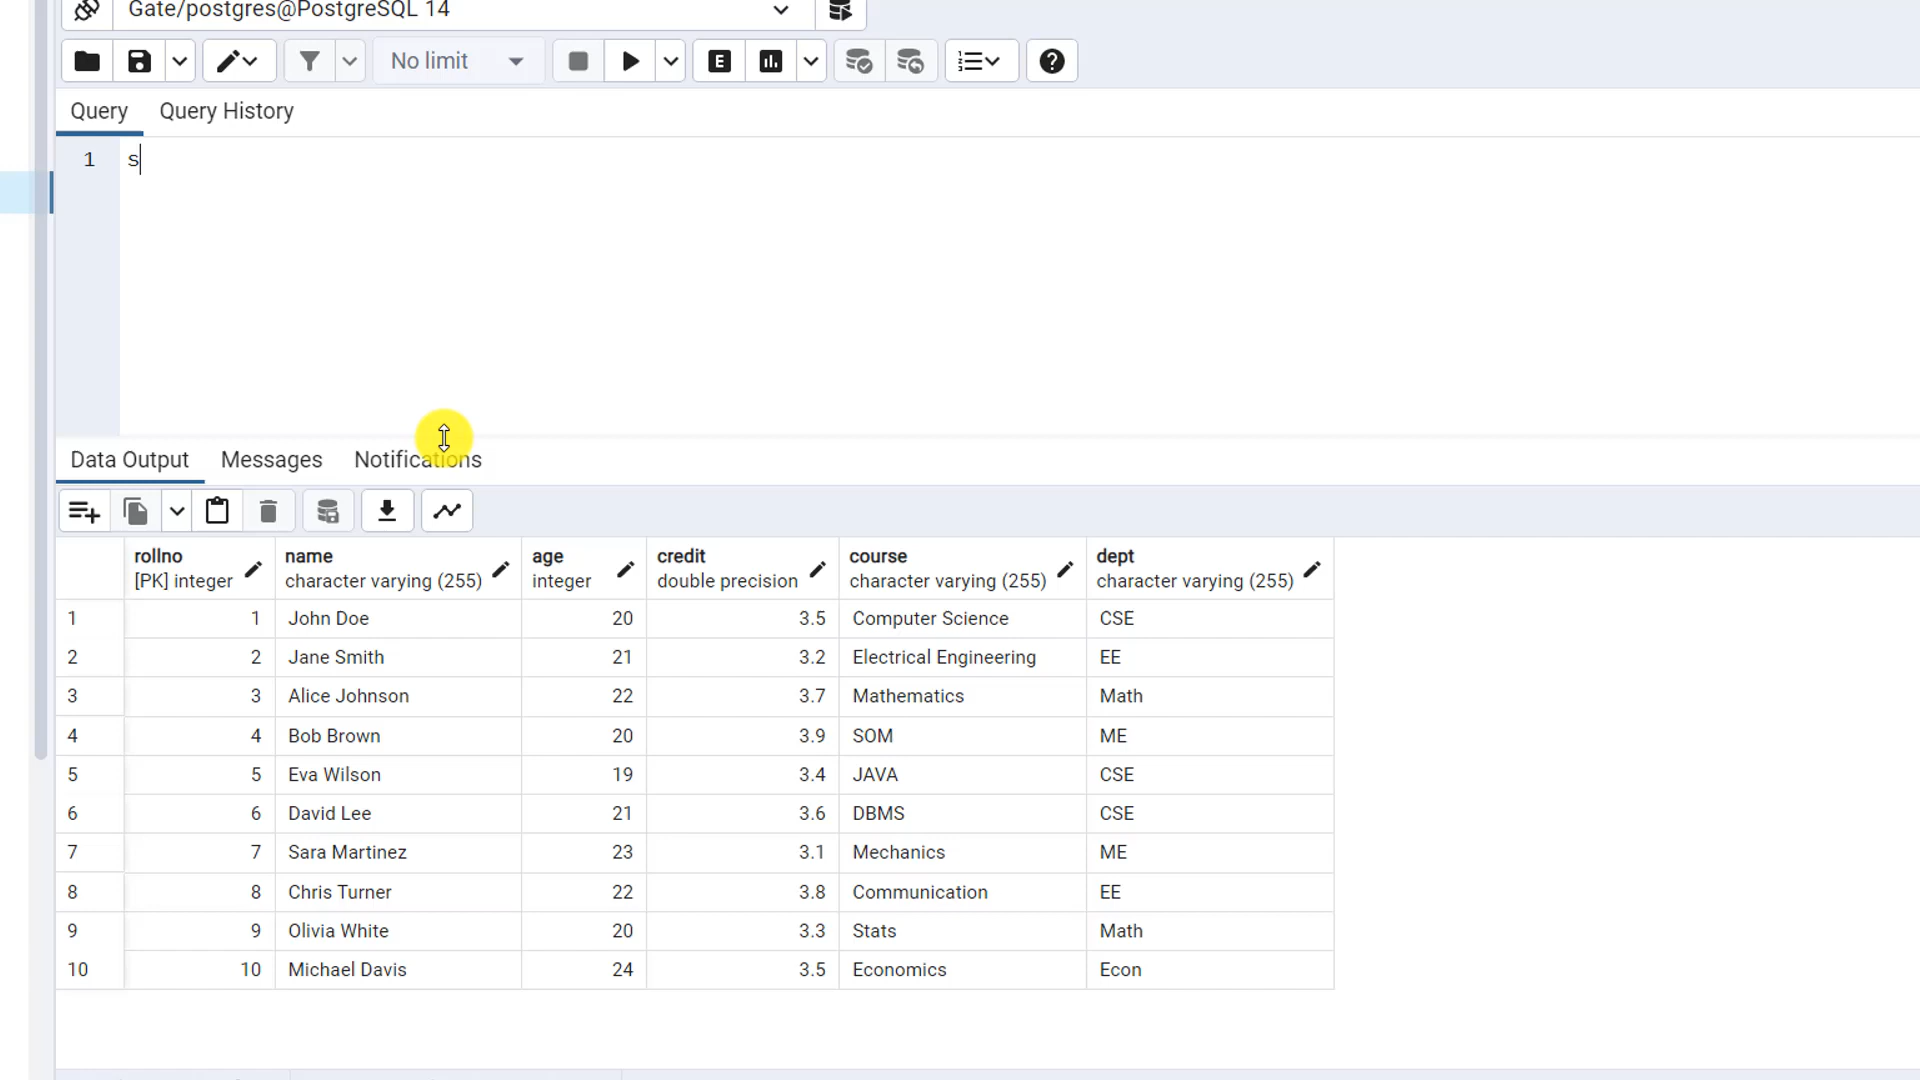 Gate/postgres@PostgreSQL 14
No limit E
Query Query History
1 s
Data Output Messages Notifications
rollno name age credit course dept
[PK] integer character varying (255) integer double precision character varying (255) character varying (255)
1 1 John Doe 20 3.5 Computer Science CSE
2 2 Jane Smith 21 3.2 Electrical Engineering EE
3 3 Alice Johnson 22 3.7 Mathematics Math
4 4 Bob Brown 20 3.9 SOM ME
5 5 Eva Wilson 19 3.4 JAVA CSE
6 6 David Lee 21 3.6 DBMS CSE
7 7 Sara Martinez 23 3.1 Mechanics ME
8 8 Chris Turner 22 3.8 Communication EE
9 9 Olivia White 20 3.3 Stats Math
10 10 Michael Davis 24 3.5 Economics Econ